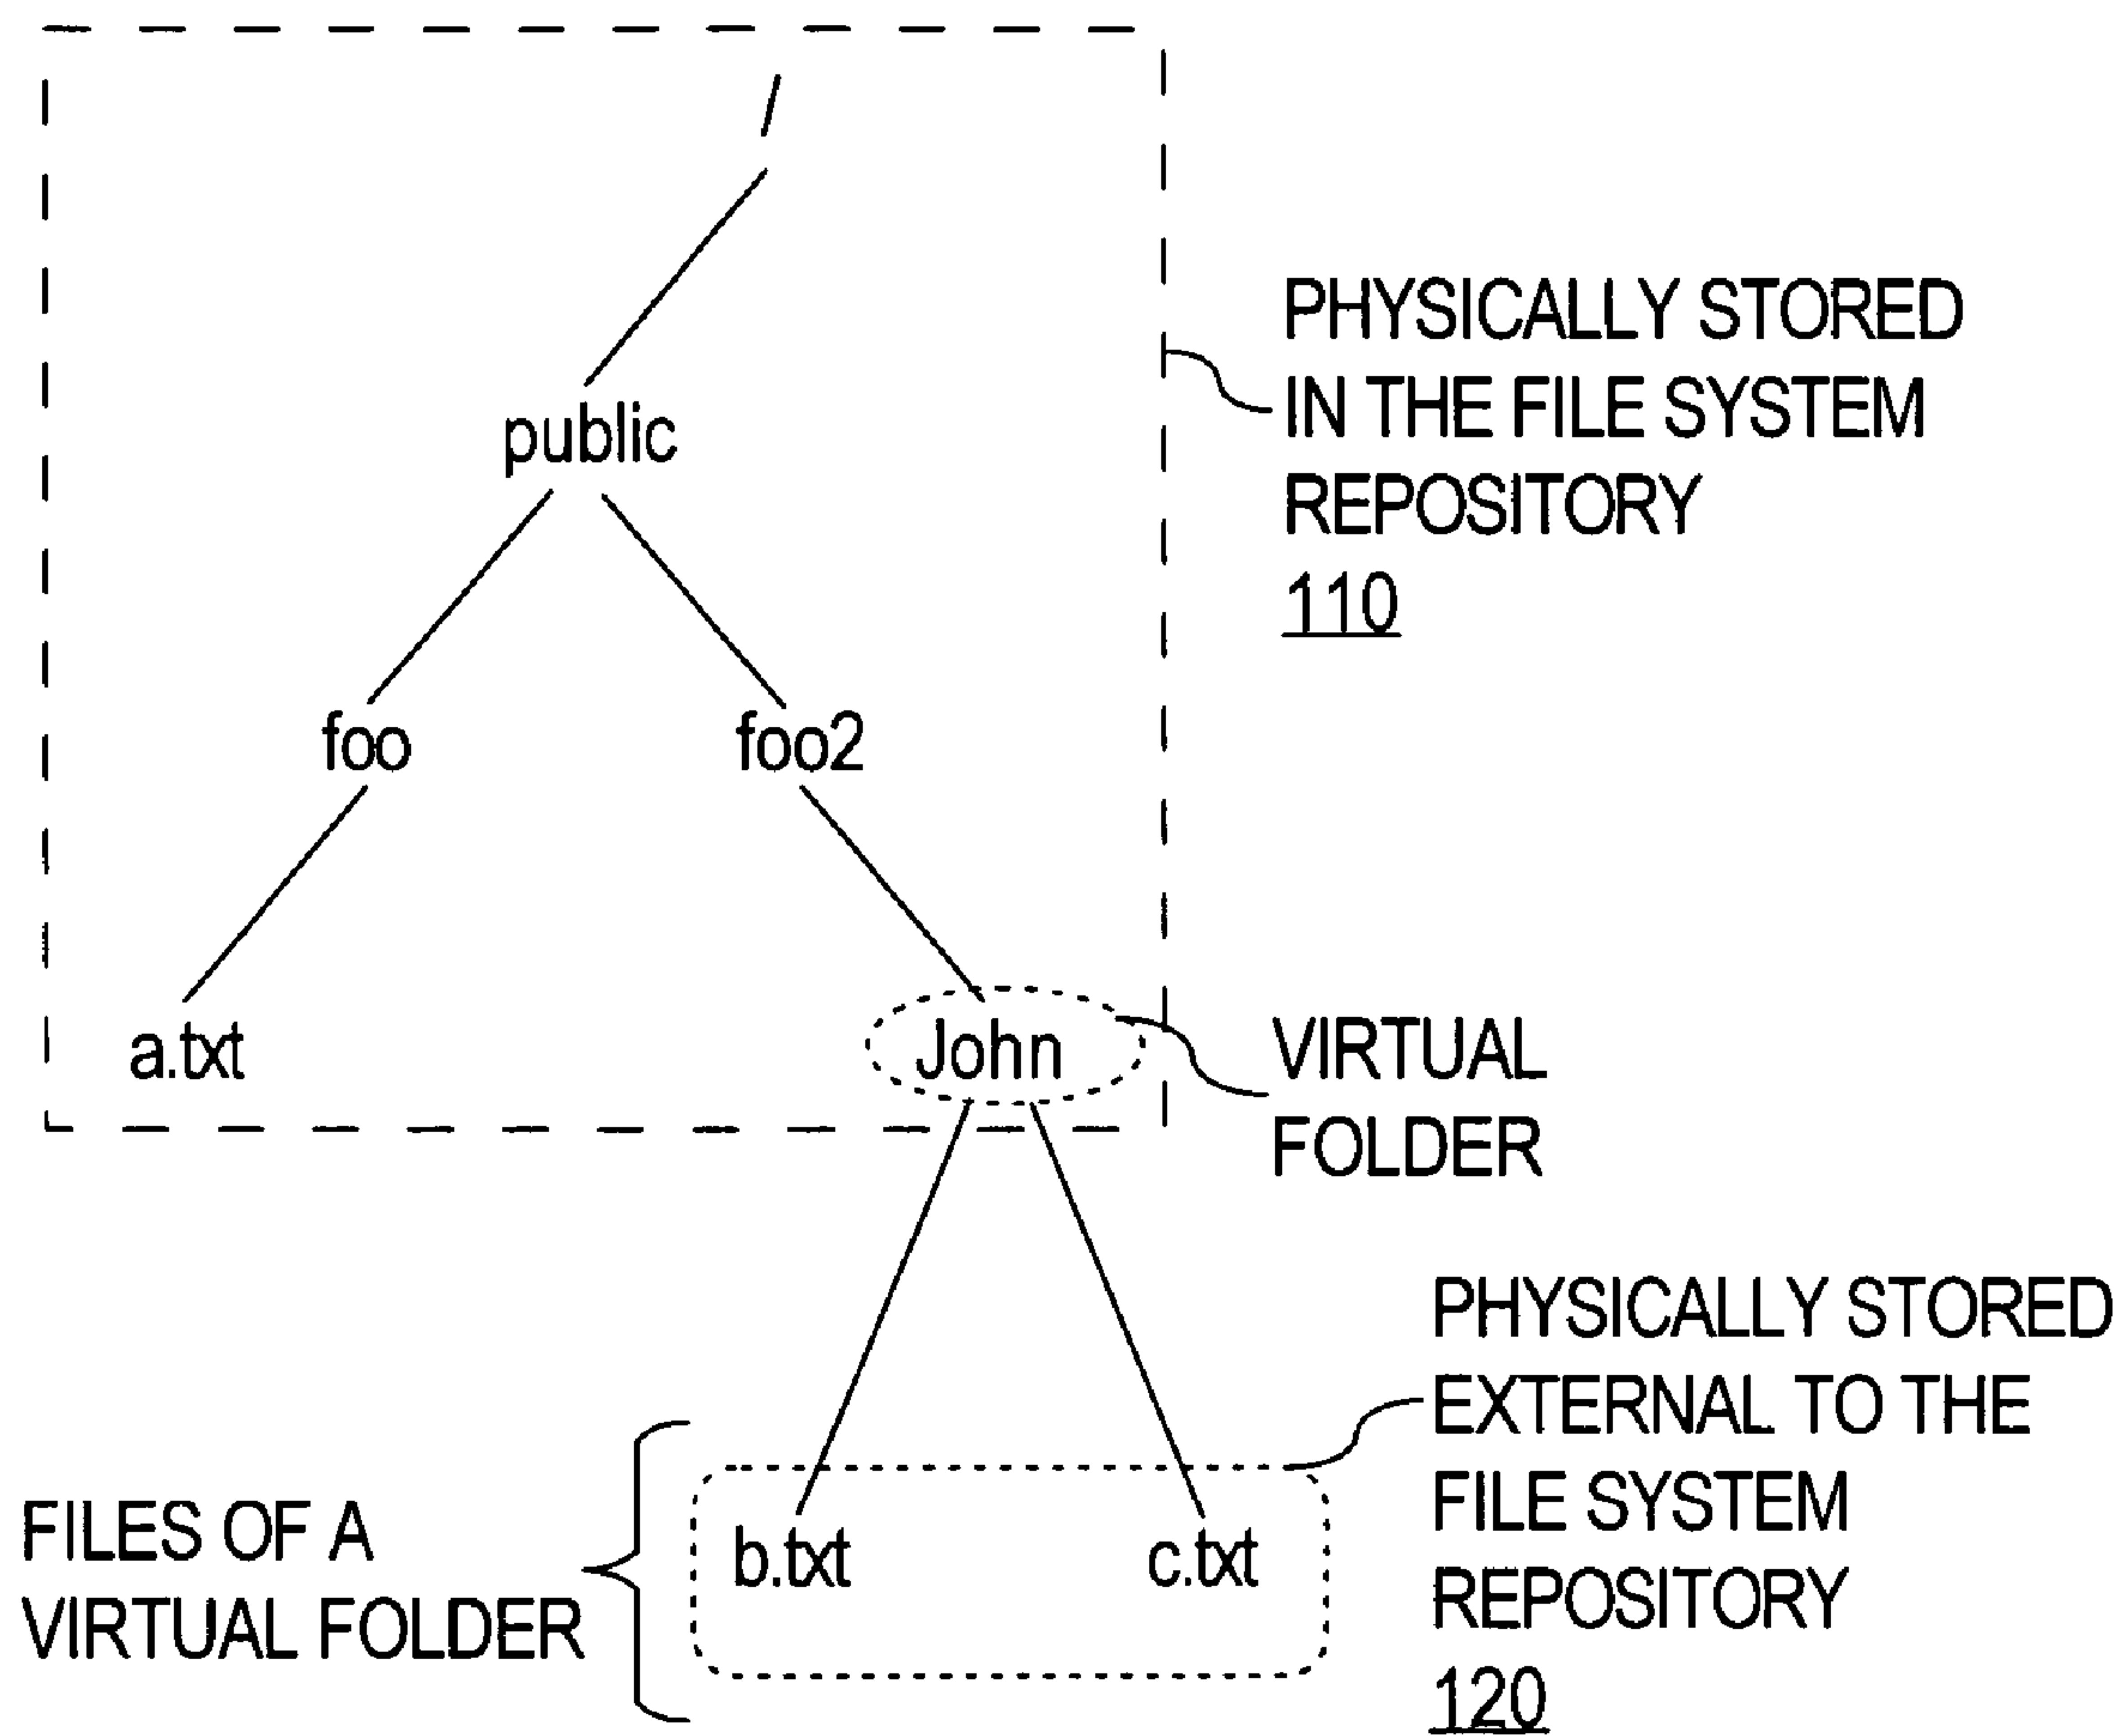 /
public
PHYSICALLY STORED
IN THE FILE SYSTEM
REPOSITORY
110
foo
foo2
a.txt
John
VIRTUAL
FOLDER
PHYSICALLY STORED
EXTERNAL TO THE
FILE SYSTEM
REPOSITORY
120
FILES OF A
VIRTUAL FOLDER
b.txt
c.txt